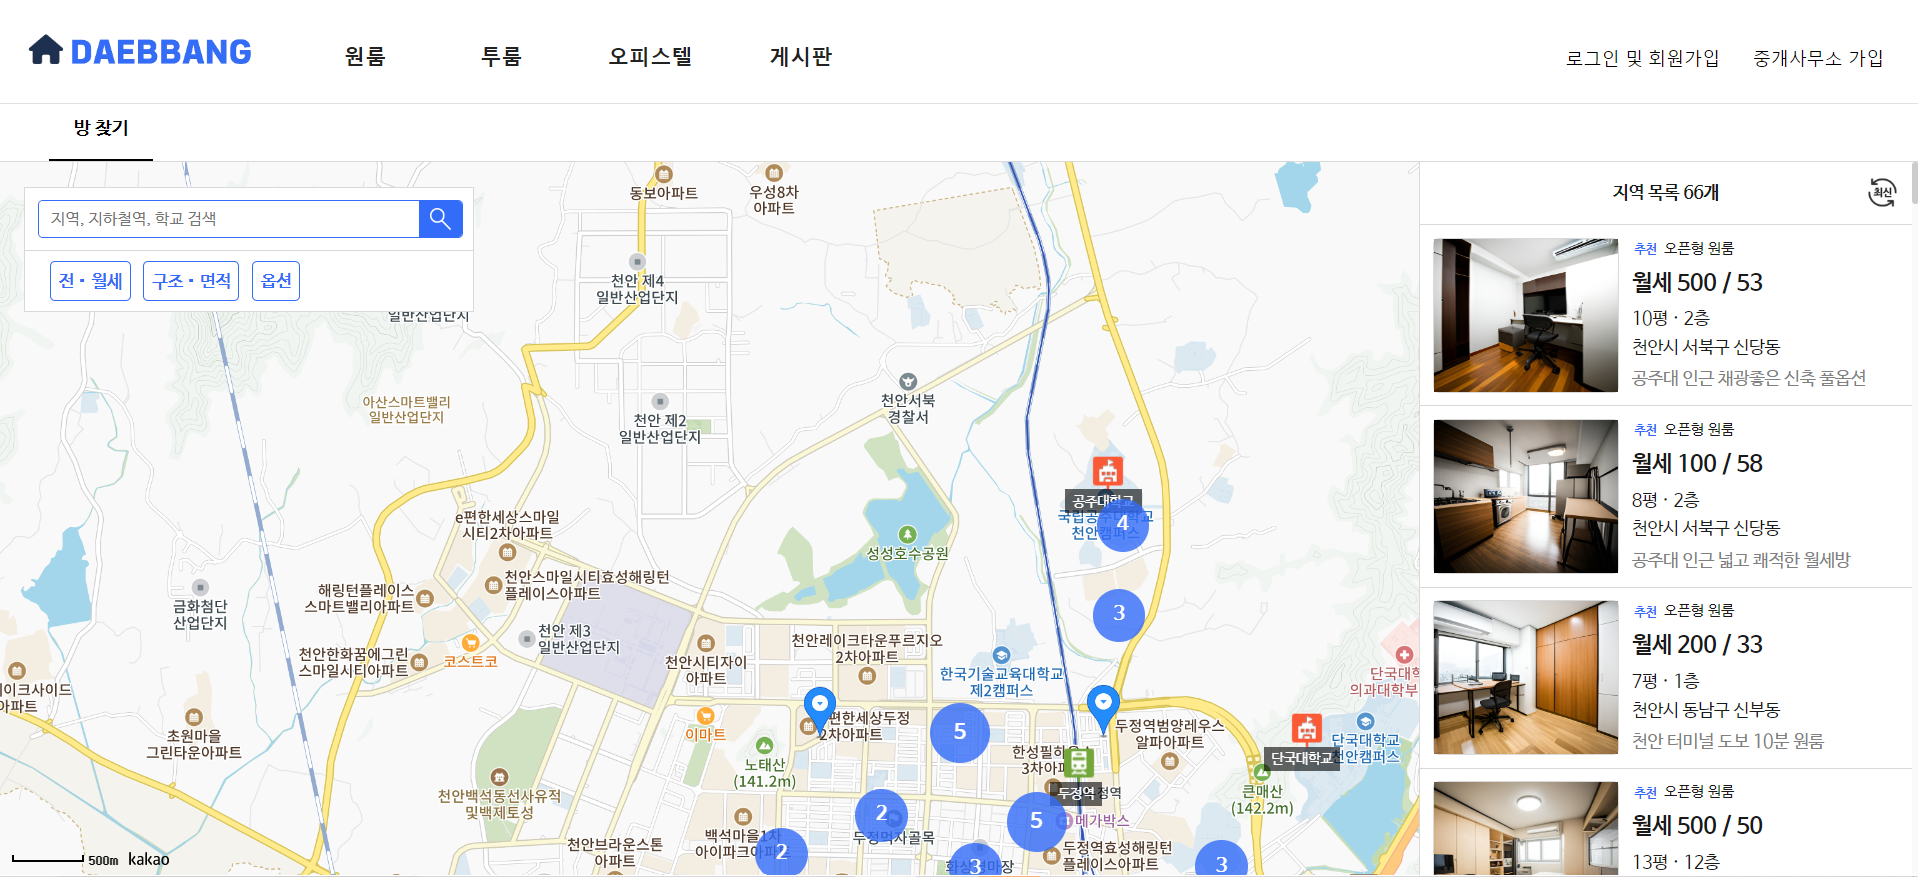 DAEBBANG
원룸
투룸
오피스텔
게시판
로그인 및 회원가입
중개사무소 가입
방 찾기
지역, 지하철역, 학교 검색
전・월세
구조・면적
옵션
동보아파트
우성8차
아파트
천안 제4
일반산업단지
일반산업단지
아산스마트밸리
일반산업단지
천안 제2
일반산업단지
천안서북
경찰서
공주대학교
4
천안캠퍼스
e편한세상스마일
시티2차아파트
성성호수공원
천안스마일시티효성해링턴
플레이스아파트
해링턴플레이스
스마트밸리아파트
금화첨단
산업단지
3
천안 제3
일반산업단지
천안한화꿈에그린
스마일시티아파트
코스트코
천안시티자이
아파트
천안레이크타운푸르지오
2차아파트
한국기술교육대학교
제2캠퍼스
단국대학
의과대학부
이크사이드
아파트
초원마을
그린타운아파트
이마트
편한세상두정
2차아파트
5
두정역범양레우스
알파아파트
한성필하우스
3차아파
단국대학교
단국대학교
천안캠퍼스
노태산
(141.2m)
큰매산
(142.2m)
두정역
정역
천안백석동선사유적
및백제토성
2
두정먹자골목
5
메가박스
백석마을1차
아이파크아파트
2
천안브라운스톤
아파트
3
두정역효성해링턴
플레이스아파트
3
500m
kakao
지역 목록 66개
최신
추천 오픈형 원룸
월세 500 / 53
10평 · 2층
천안시 서북구 신당동
공주대 인근 채광좋은 신축 풀옵션
추천 오픈형 원룸
월세 100 / 58
8평 · 2층
천안시 서북구 신당동
공주대 인근 넓고 쾌적한 월세방
추천 오픈형 원룸
월세 200 / 33
7평 · 1층
천안시 동남구 신부동
천안 터미널 도보 10분 원룸
추천 오픈형 원룸
월세 500 / 50
13평 · 12층